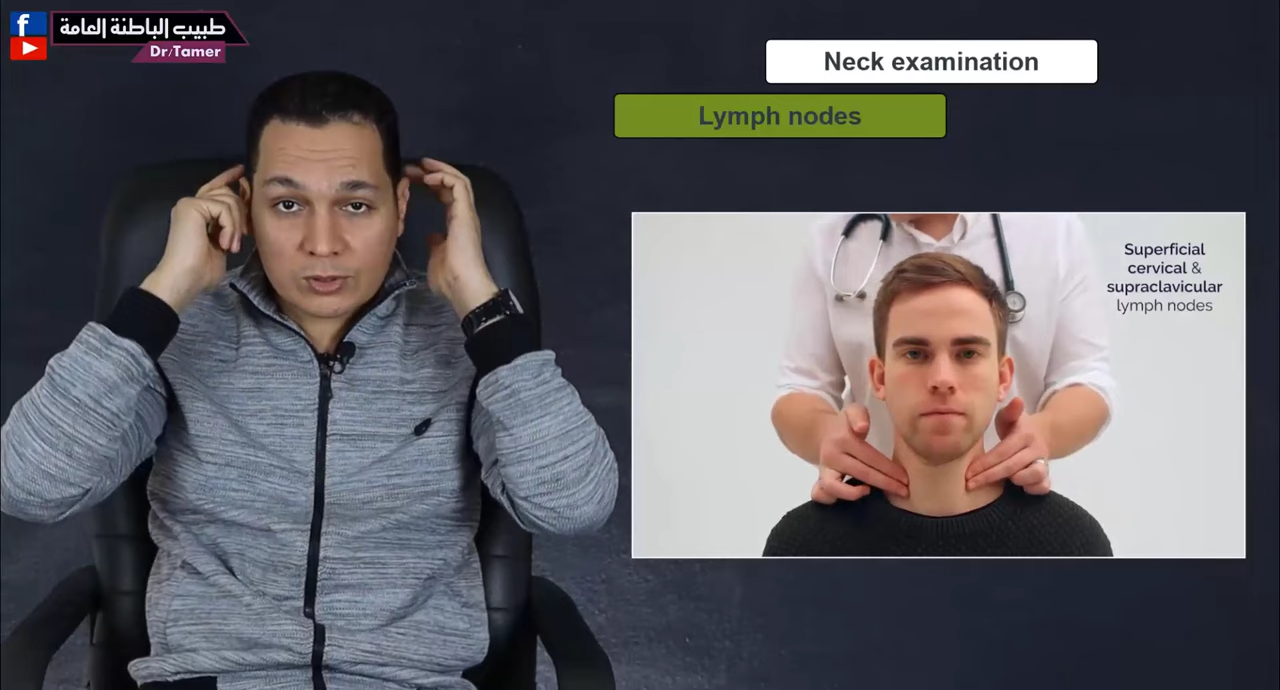 طبيب الباطنة العامة
Dr/Tamer
Neck examination
Lymph nodes
Superficial
cervical &
supraclavicular
lymph nodes